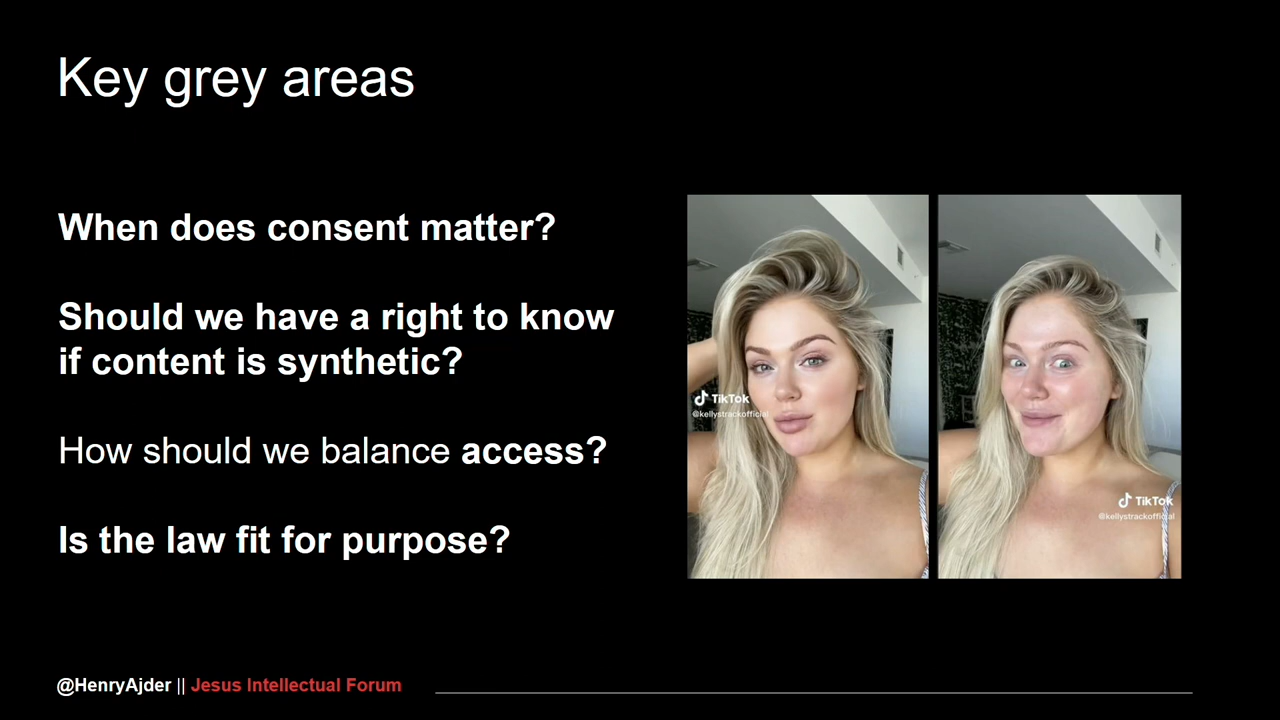 Key grey areas
When does consent matter?
Should we have a right to know
if content is synthetic?
How should we balance access?
Is the law fit for purpose?
TikTok
@kellystrackofficial
TikTok
@kellystrackofficial
@HenryAjder || Jesus Intellectual Forum